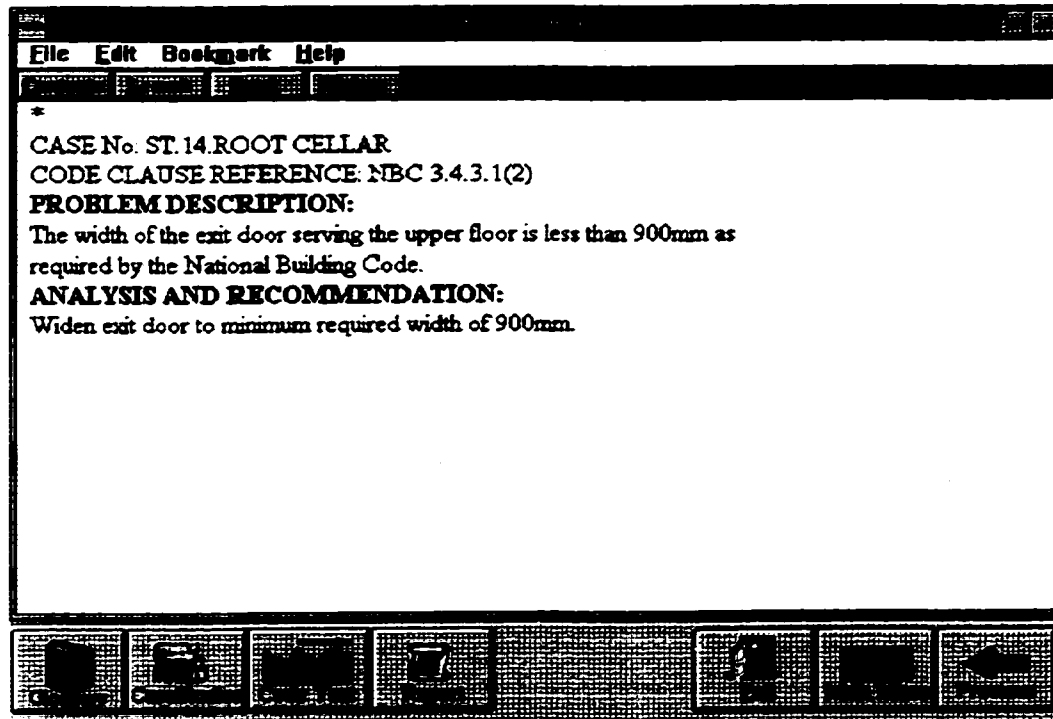 File Edit Bookmark Help
*
CASE No: ST.14.ROOT CELLAR
CODE CLAUSE REFERENCE: NBC 3.4.3.1(2)
PROBLEM DESCRIPTION:
The width of the exit door serving the upper floor is less than 900mm as
required by the National Building Code.
ANALYSIS AND RECOMMENDATION:
Widen exit door to minimum required width of 900mm.